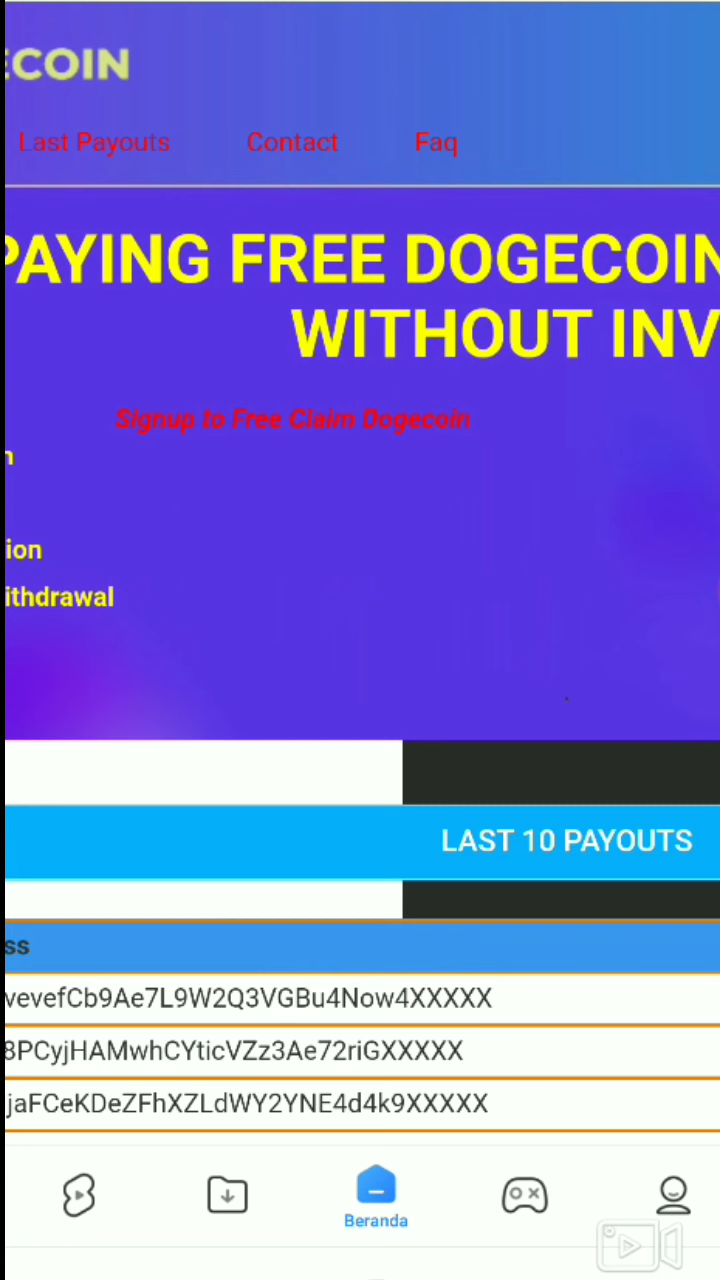 ECOIN
Last Payouts Contact Faq
PAYING FREE DOGECOIN
WITHOUT INV
Signup to Free Claim Dogecoin
n
ion
ithdrawal
LAST 10 PAYOUTS
ss
vevefCb9Ae7L9W2Q3VGBu4Now4XXXXX
8PCyjHAMwhCYticVZz3Ae72riGXXXXX
jaFCeKDeZFhXZLdWY2YNE4d4k9XXXXX
Beranda